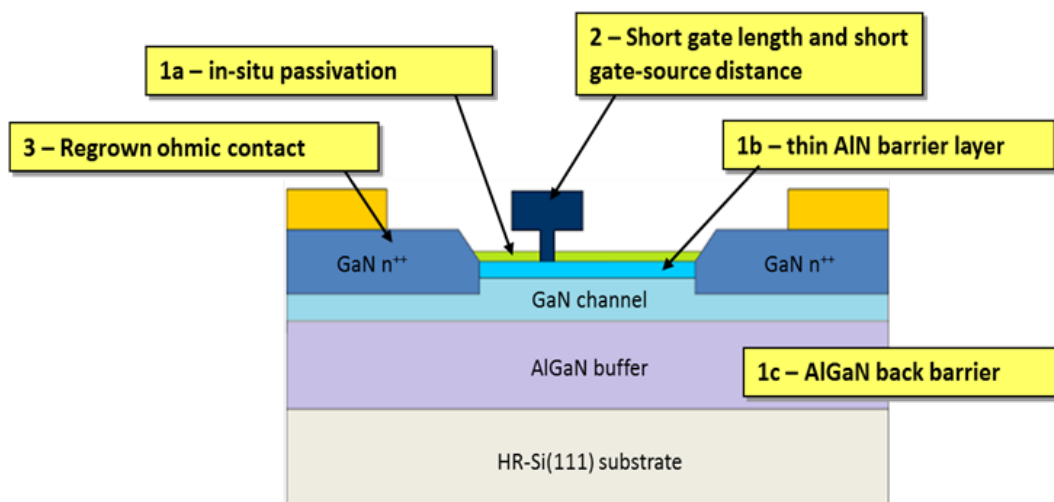 2 – Short gate length and short
gate-source distance
1a – in-situ passivation
3 – Regrown ohmic contact
1b – thin AlN barrier layer
GaN n++
GaN n++
GaN channel
AlGaN buffer
1c – AlGaN back barrier
HR-Si(111) substrate